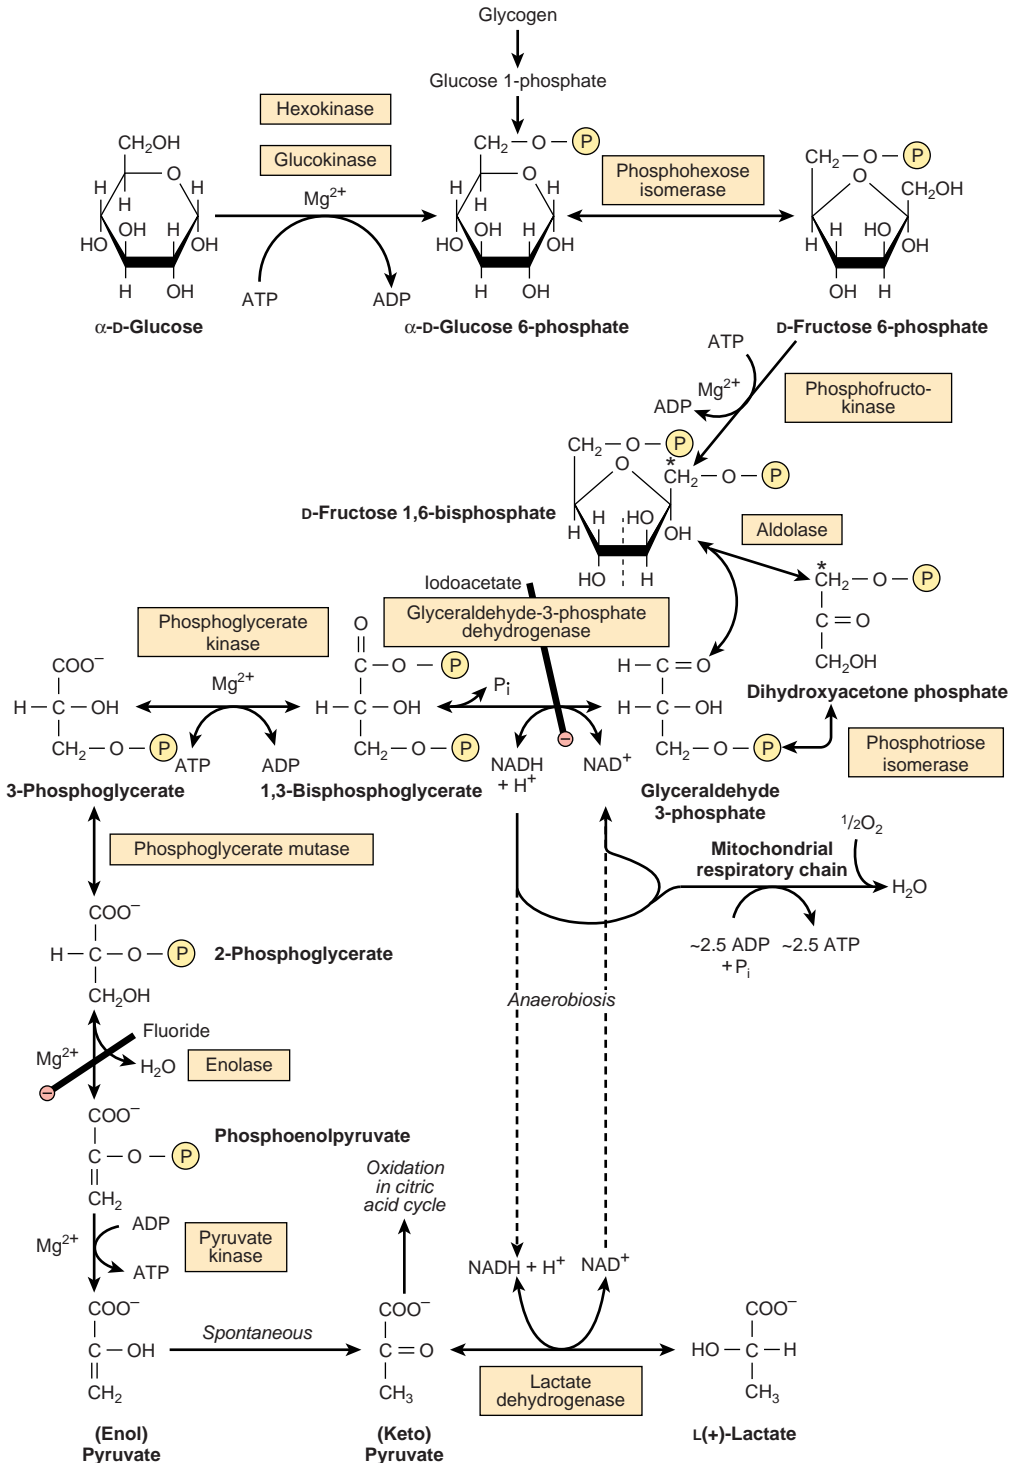 Glycogen
Glucose 1-phosphate
Hexokinase
Glucokinase
Mg2+
ATP
ADP
CH2OH
O
H
H
H
H
HO
OH
H
OH
H
OH
α-D-Glucose
CH2—O—P
O
H
H
H
H
HO
OH
H
OH
H
OH
α-D-Glucose 6-phosphate
Phosphohexose
isomerase
CH2—O—P
O
CH2OH
H
H
HO
H
OH
OH
H
D-Fructose 6-phosphate
ATP
Mg2+
ADP
Phosphofructo-
kinase
CH2—O—P
O
*
CH2—O—P
H
H
HO
OH
HO
H
D-Fructose 1,6-bisphosphate
Aldolase
*
CH2—O—P
C=O
CH2OH
Dihydroxyacetone phosphate
Iodoacetate
Glyceraldehyde-3-phosphate
dehydrogenase
Phosphoglycerate
kinase
COO−
H—C—OH
CH2—O—P
3-Phosphoglycerate
Mg2+
ATP
ADP
O
C—O—P
H—C—OH
CH2—O—P
1,3-Bisphosphoglycerate
Pi
−
NADH
+ H+
NAD+
H—C=O
H—C—OH
CH2—O—P
Glyceraldehyde
3-phosphate
Phosphotriose
isomerase
Phosphoglycerate mutase
Mitochondrial
respiratory chain
1/2O2
H2O
~2.5 ADP
+ Pi
~2.5 ATP
COO−
H—C—O—P
CH2OH
2-Phosphoglycerate
Anaerobiosis
Fluoride
Mg2+
−
H2O
Enolase
COO−
C—O—P
CH2
Phosphoenolpyruvate
Oxidation
in citric
acid cycle
ADP
Mg2+
ATP
Pyruvate
kinase
NADH + H+
NAD+
COO−
C—OH
CH2
(Enol)
Pyruvate
Spontaneous
COO−
C=O
CH3
(Keto)
Pyruvate
Lactate
dehydrogenase
COO−
HO—C—H
CH3
L(+)-Lactate